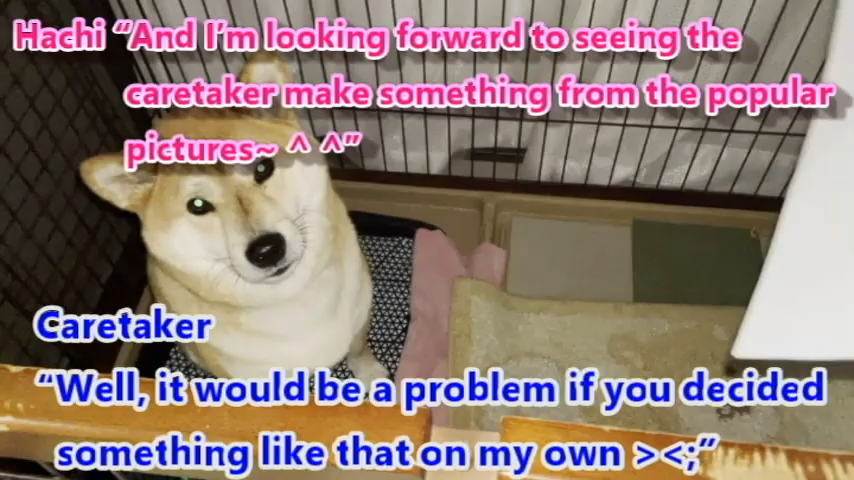 Hachi “And I’m looking forward to seeing the
caretaker make something from the popular
pictures~ ^ ^”
Caretaker
“Well, it would be a problem if you decided
something like that on my own ><;”